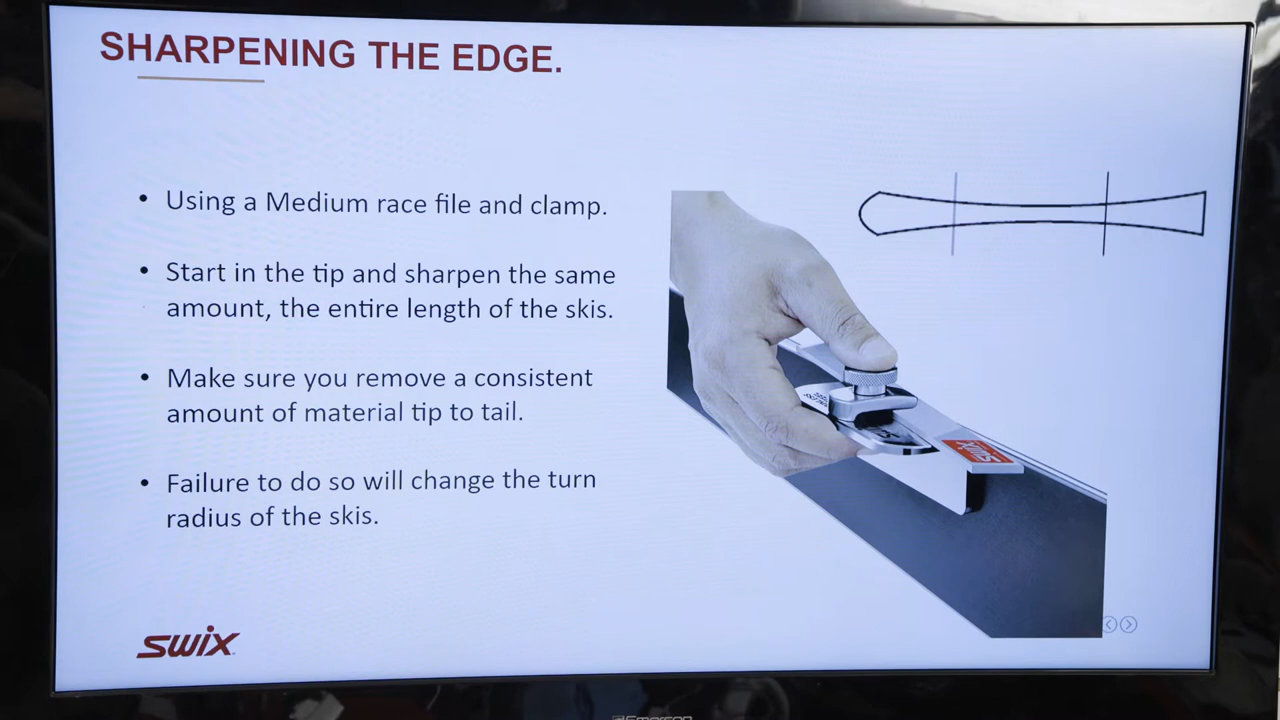 SHARPENING THE EDGE.
• Using a Medium race file and clamp.
• Start in the tip and sharpen the same
amount, the entire length of the skis.
• Make sure you remove a consistent
amount of material tip to tail.
• Failure to do so will change the turn
radius of the skis.
SWIX
swix
Emerson